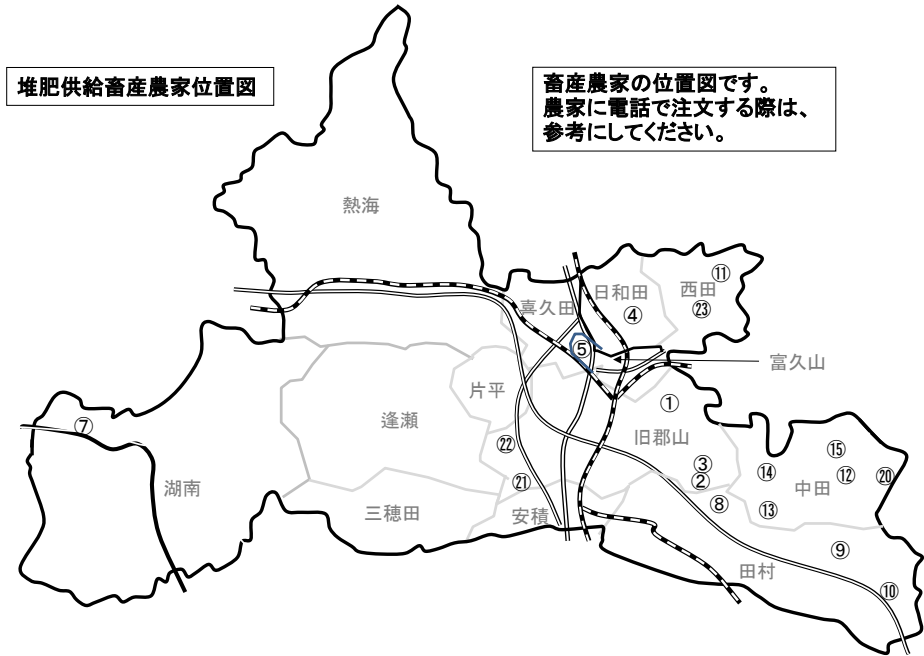 堆肥供給畜産農家位置図
畜産農家の位置図です。
農家に電話で注文する際は、
参考にしてください。
熱海
喜久田
日和田
西田
⑪
㉓
④
⑤
富久山
片平
①
逢瀬
旧郡山
⑦
㉒
③
②
⑮
⑭
⑫
⑳
中田
湖南
㉑
⑧
⑬
三穂田
安積
⑨
田村
⑩